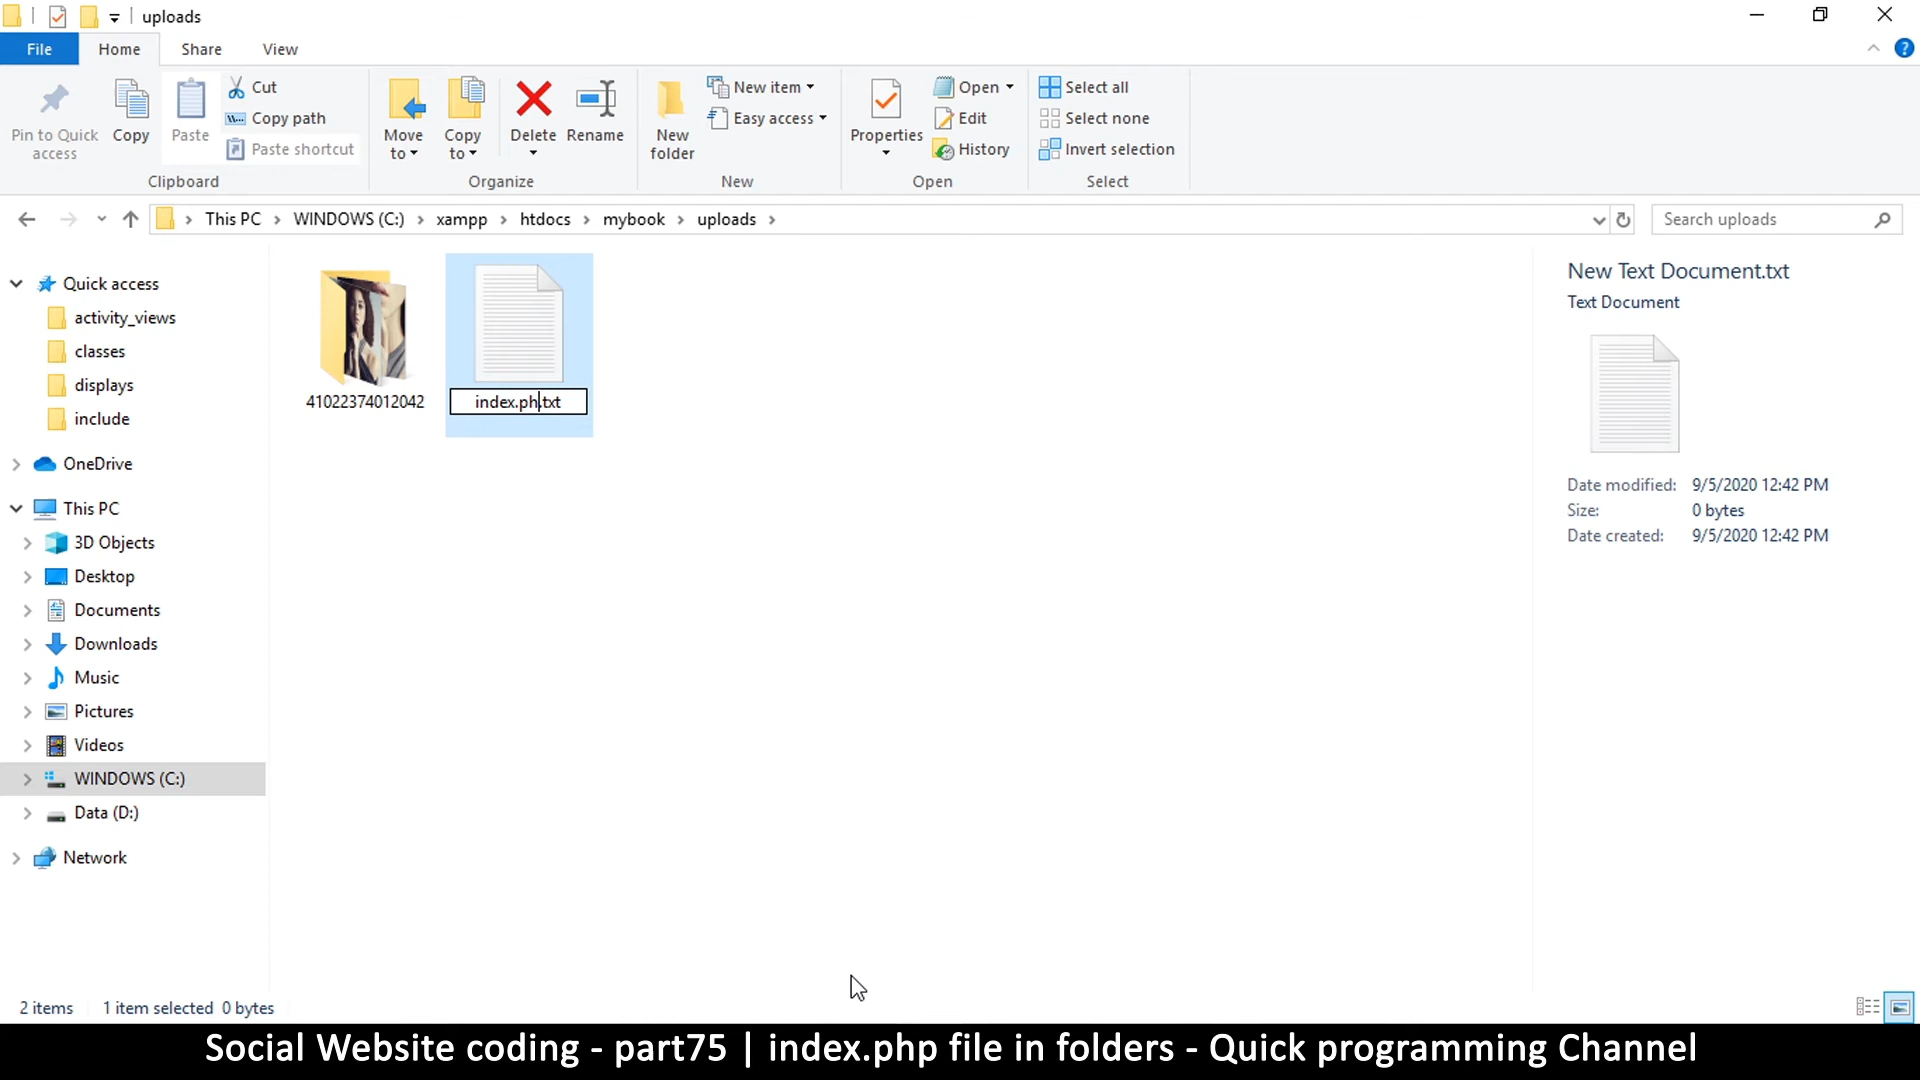 uploads
File Home Share View
Pin to Quick access
Copy
Paste
Cut
Copy path
Paste shortcut
Clipboard
Move to
Copy to
Delete
Rename
Organize
New folder
New item
Easy access
New
Properties
Open
Edit
History
Open
Select all
Select none
Invert selection
Select
This PC > WINDOWS (C:) > xampp > htdocs > mybook > uploads >
Search uploads
Quick access
activity_views
classes
displays
include
OneDrive
This PC
3D Objects
Desktop
Documents
Downloads
Music
Pictures
Videos
WINDOWS (C:)
Data (D:)
Network
41022374012042
index.ph.txt
New Text Document.txt
Text Document
Date modified: 9/5/2020 12:42 PM
Size: 0 bytes
Date created: 9/5/2020 12:42 PM
2 items 1 item selected 0 bytes
Social Website coding - part75 | index.php file in folders - Quick programming Channel